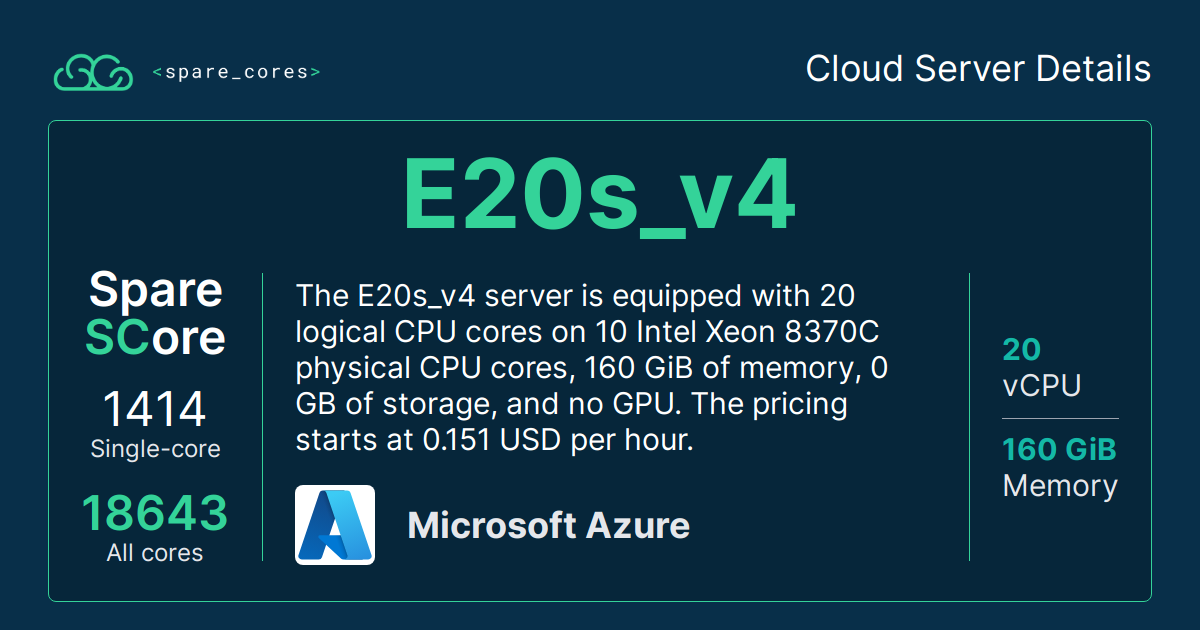 <spare_cores>
Cloud Server Details
E20s_v4
Spare
SCore
1414
Single-core
18643
All cores
The E20s_v4 server is equipped with 20
logical CPU cores on 10 Intel Xeon 8370C
physical CPU cores, 160 GiB of memory, 0
GB of storage, and no GPU. The pricing
starts at 0.151 USD per hour.
Microsoft Azure
20
vCPU
160 GiB
Memory